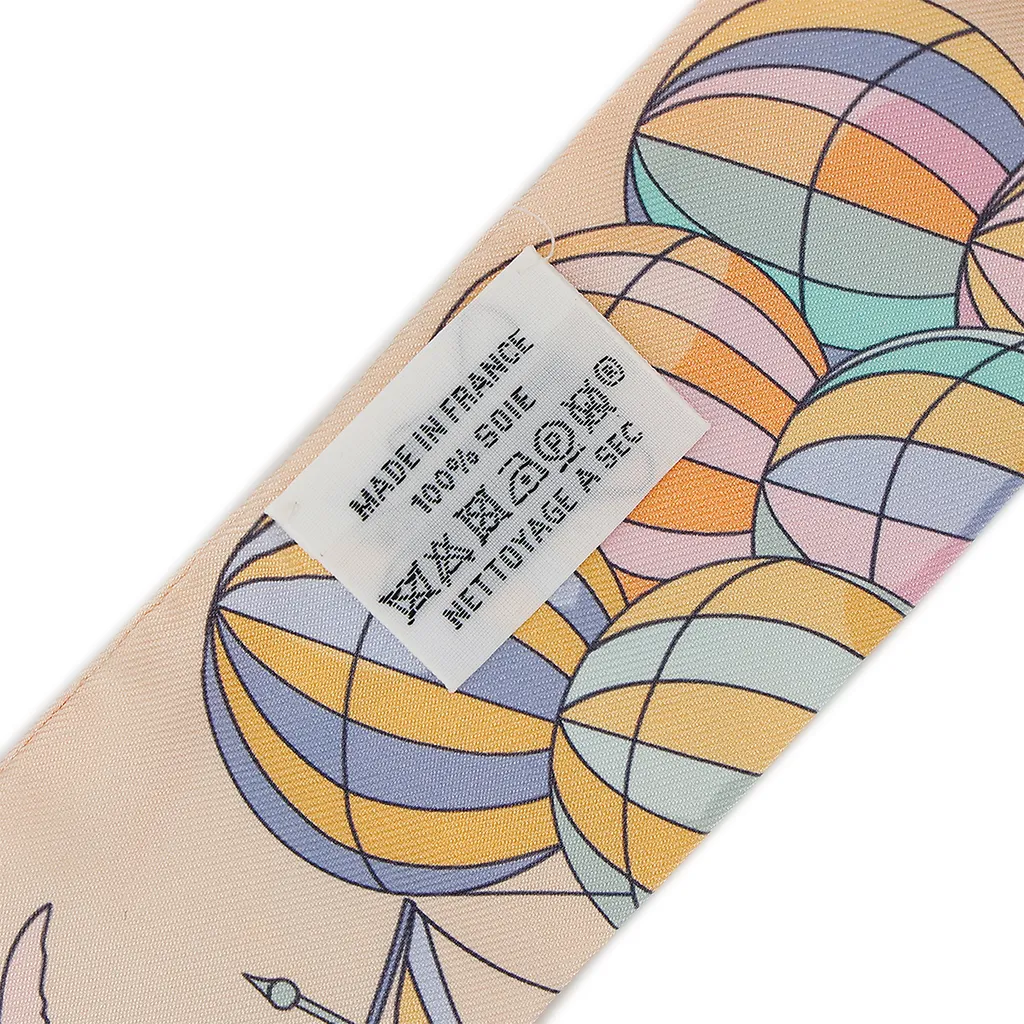 MADE IN FRANCE
100% SOIE
®
NETTOYAGE A SEC